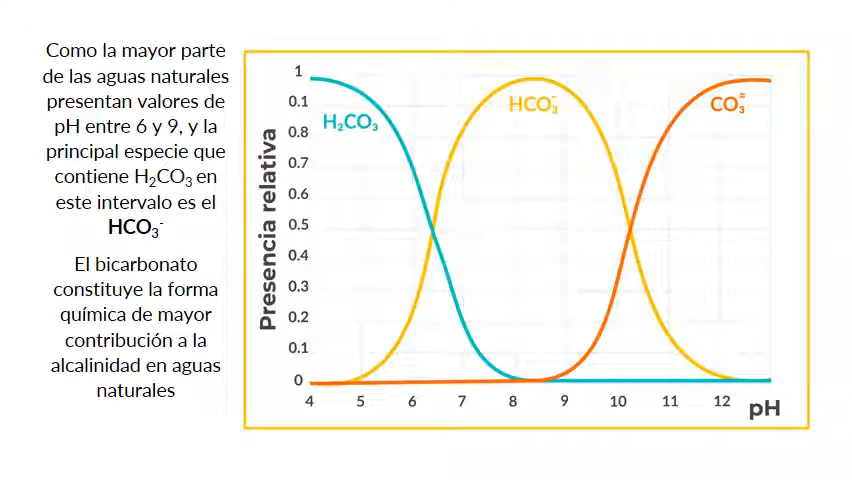 Como la mayor parte
de las aguas naturales
presentan valores de
pH entre 6 y 9, y la
principal especie que
contiene H₂CO₃ en
este intervalo es el
HCO₃⁻
El bicarbonato
constituye la forma
química de mayor
contribución a la
alcalinidad en aguas
naturales
Presencia relativa
1
0.1
0.8
0.7
0.6
0.5
0.4
0.3
0.2
0.1
0
H₂CO₃
HCO₃⁻
CO₃⁼
4 5 6 7 8 9 10 11 12 pH